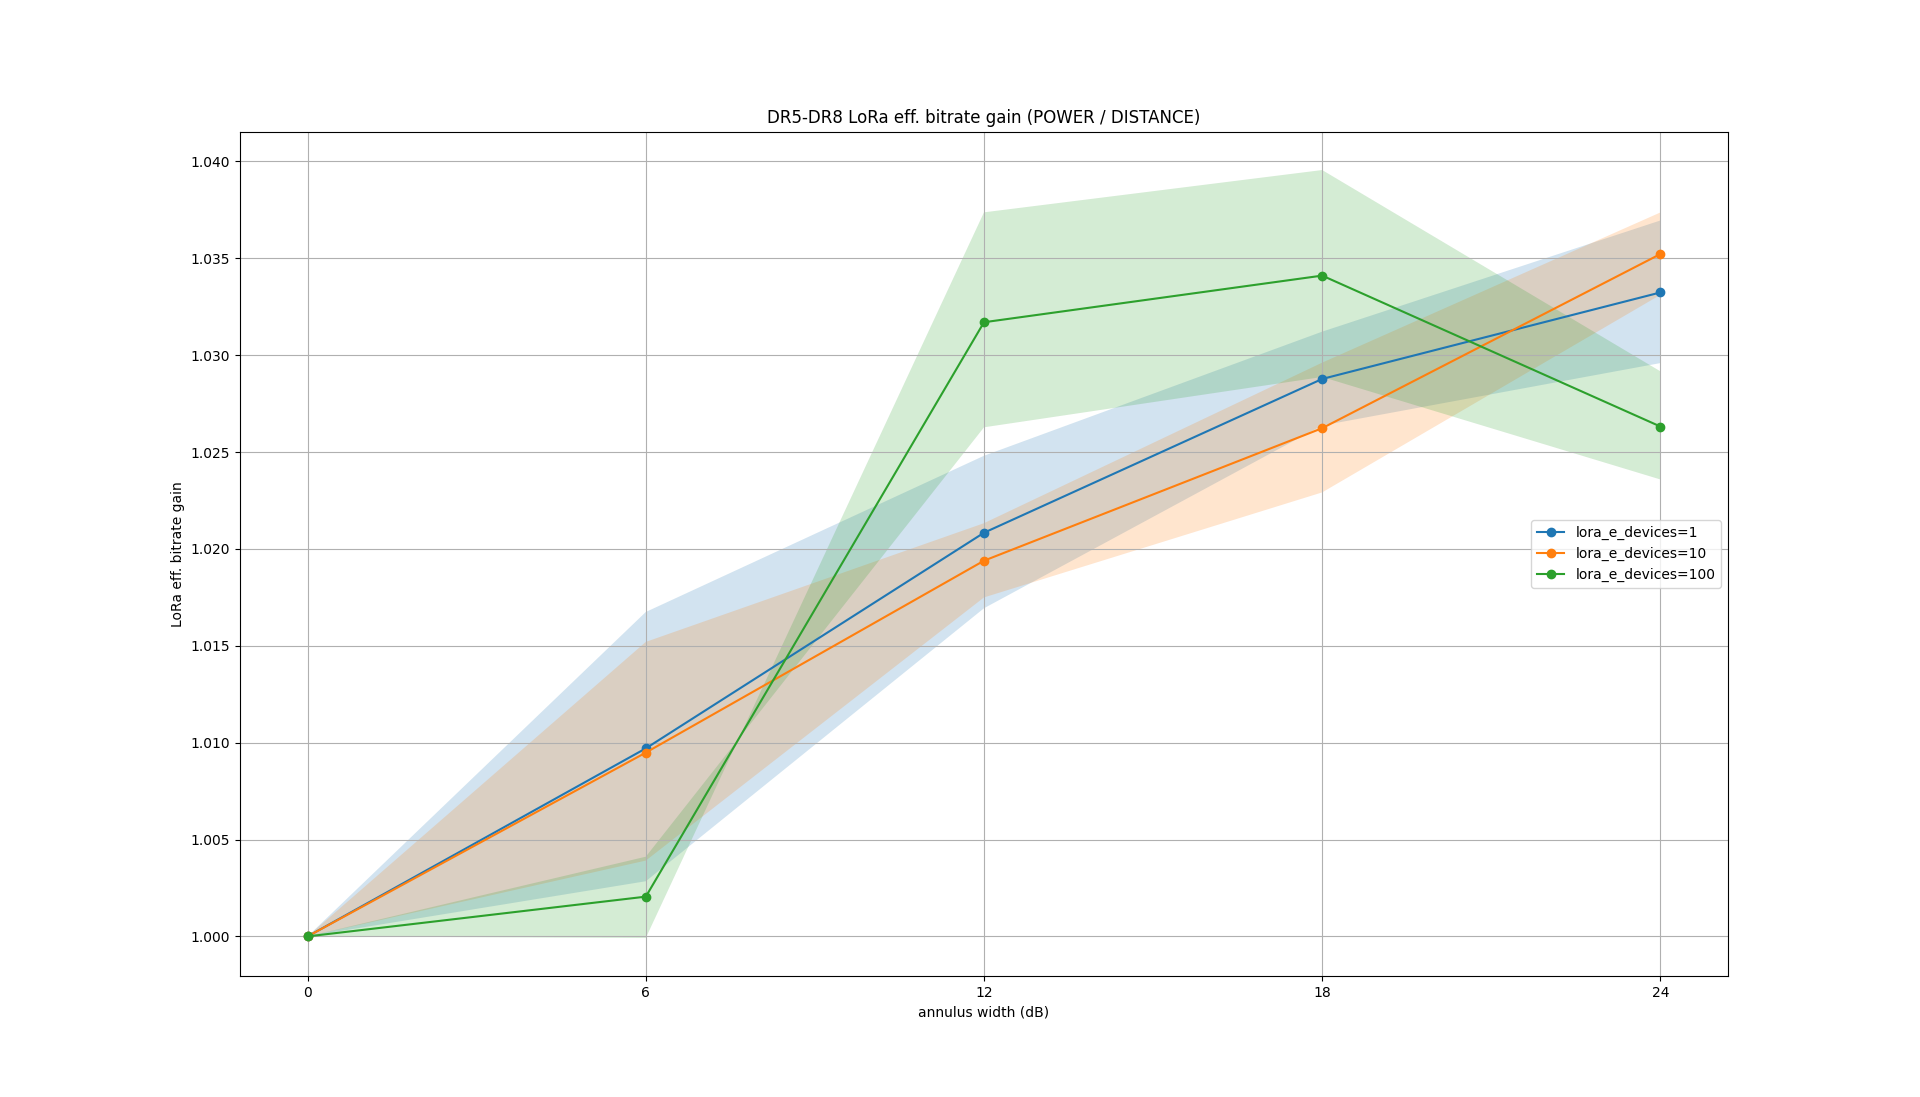 DR5-DR8 LoRa eff. bitrate gain (POWER / DISTANCE)
1.040
1.035
1.030
1.025
1.020
1.015
1.010
1.005
1.000
LoRa eff. bitrate gain
lora_e_devices=1
lora_e_devices=10
lora_e_devices=100
0 6 12 18 24
annulus width (dB)